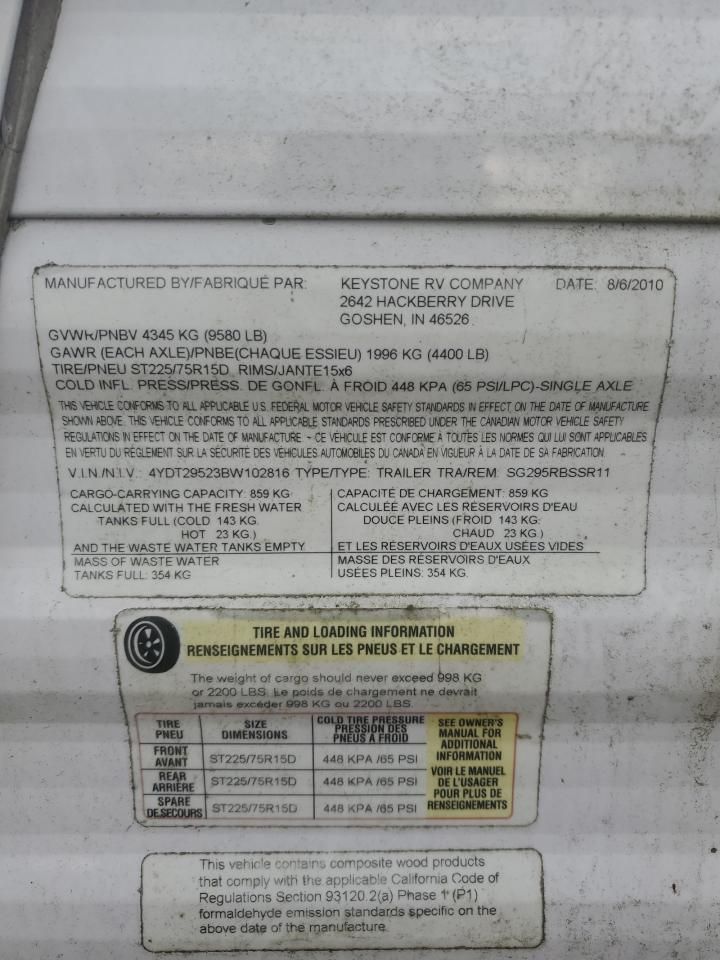 MANUFACTURED BY/FABRIQUÉ PAR: KEYSTONE RV COMPANY DATE: 8/6/2010
2642 HACKBERRY DRIVE
GOSHEN, IN 46526
GVWR/PNBV 4345 KG (9580 LB)
GAWR (EACH AXLE)/PNBE(CHAQUE ESSIEU) 1996 KG (4400 LB)
TIRE/PNEU ST225/75R15D RIMS/JANTE15x6
COLD INFL. PRESS/PRESS. DE GONFL. À FROID 448 KPA (65 PSI/LPC)-SINGLE AXLE
THIS VEHICLE CONFORMS TO ALL APPLICABLE U.S. FEDERAL MOTOR VEHICLE SAFETY STANDARDS IN EFFECT ON THE DATE OF MANUFACTURE
SHOWN ABOVE. THIS VEHICLE CONFORMS TO ALL APPLICABLE STANDARDS PRESCRIBED UNDER THE CANADIAN MOTOR VEHICLE SAFETY
REGULATIONS IN EFFECT ON THE DATE OF MANUFACTURE ~ CE VÉHICULE EST CONFORME À TOUTES LES NORMES QUI LUI SONT APPLICABLES
EN VERTU DU RÈGLEMENT SUR LA SÉCURITÉ DES VÉHICULES AUTOMOBILES DU CANADA EN VIGUEUR À LA DATE DE SA FABRICATION.
V.I.N./N.I.V.: 4YDT29523BW102816 TYPE/TYPE: TRAILER TRA/REM. SG295RBSSR11
CARGO-CARRYING CAPACITY: 859 KG
CALCULATED WITH THE FRESH WATER
TANKS FULL (COLD 143 KG.
HOT 23 KG.)
AND THE WASTE WATER TANKS EMPTY
MASS OF WASTE WATER
TANKS FULL: 354 KG
CAPACITÉ DE CHARGEMENT: 859 KG
CALCULÉE AVEC LES RÉSERVOIRS D'EAU
DOUCE PLEINS (FROID 143 KG:
CHAUD 23 KG.)
ET LES RÉSERVOIRS D'EAUX USÉES VIDES
MASSE DES RÉSERVOIRS D'EAUX
USÉES PLEINS: 354 KG.
TIRE AND LOADING INFORMATION
RENSEIGNEMENTS SUR LES PNEUS ET LE CHARGEMENT
The weight of cargo should never exceed 998 KG
or 2200 LBS. Le poids de chargement ne devrait
jamais excéder 998 KG ou 2200 LBS.
TIRE
PNEU
SIZE
DIMENSIONS
COLD TIRE PRESSURE
PRESSION DES
PNEUS À FROID
FRONT
AVANT
ST225/75R15D
448 KPA /65 PSI
REAR
ARRIÈRE
ST225/75R15D
448 KPA /65 PSI
SPARE
DE SECOURS
ST225/75R15D
448 KPA /65 PSI
SEE OWNER'S
MANUAL FOR
ADDITIONAL
INFORMATION
VOIR LE MANUEL
DE L'USAGER
POUR PLUS DE
RENSEIGNEMENTS
This vehicle contains composite wood products
that comply with the applicable California Code of
Regulations Section 93120.2(a) Phase 1 (P1)
formaldehyde emission standards specific on the
above date of the manufacture.